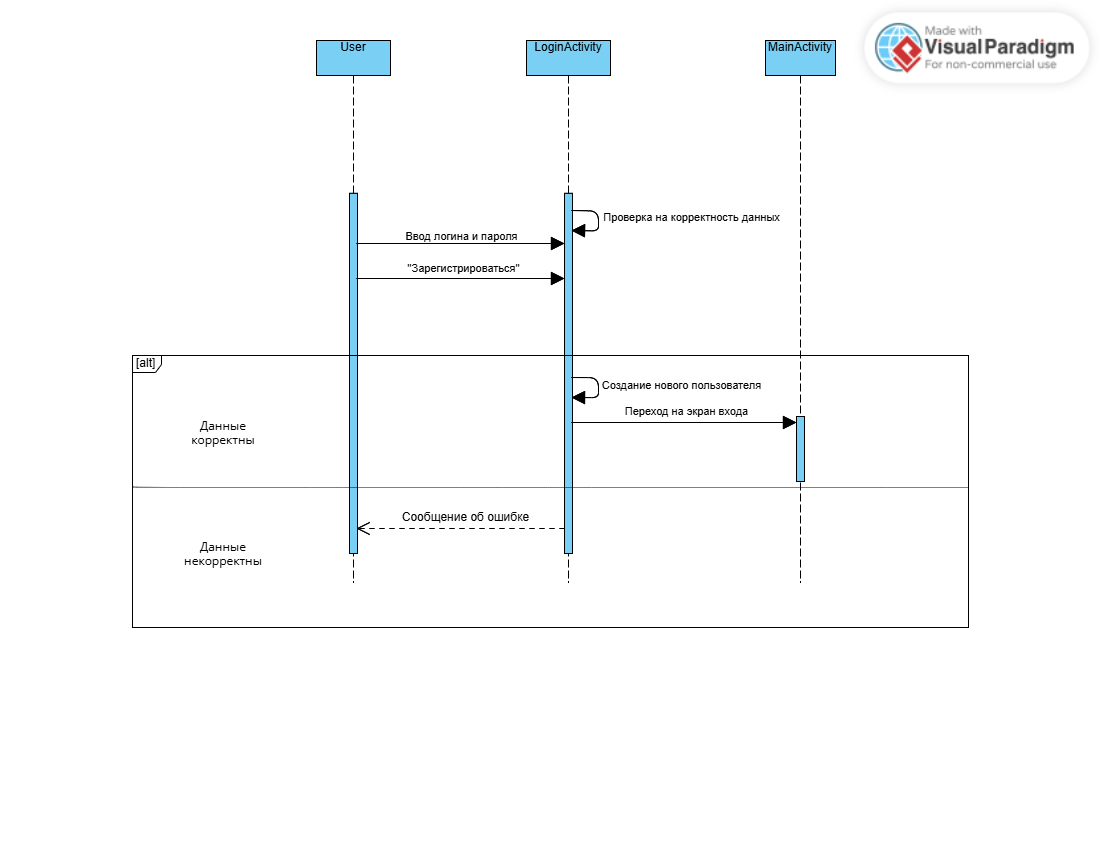 User
LoginActivity
MainActivity
Made with
Visual Paradigm
For non-commercial use
Проверка на корректность данных
Ввод логина и пароля
"Зарегистрироваться"
[alt]
Создание нового пользователя
Переход на экран входа
Данные
корректны
Сообщение об ошибке
Данные
некорректны